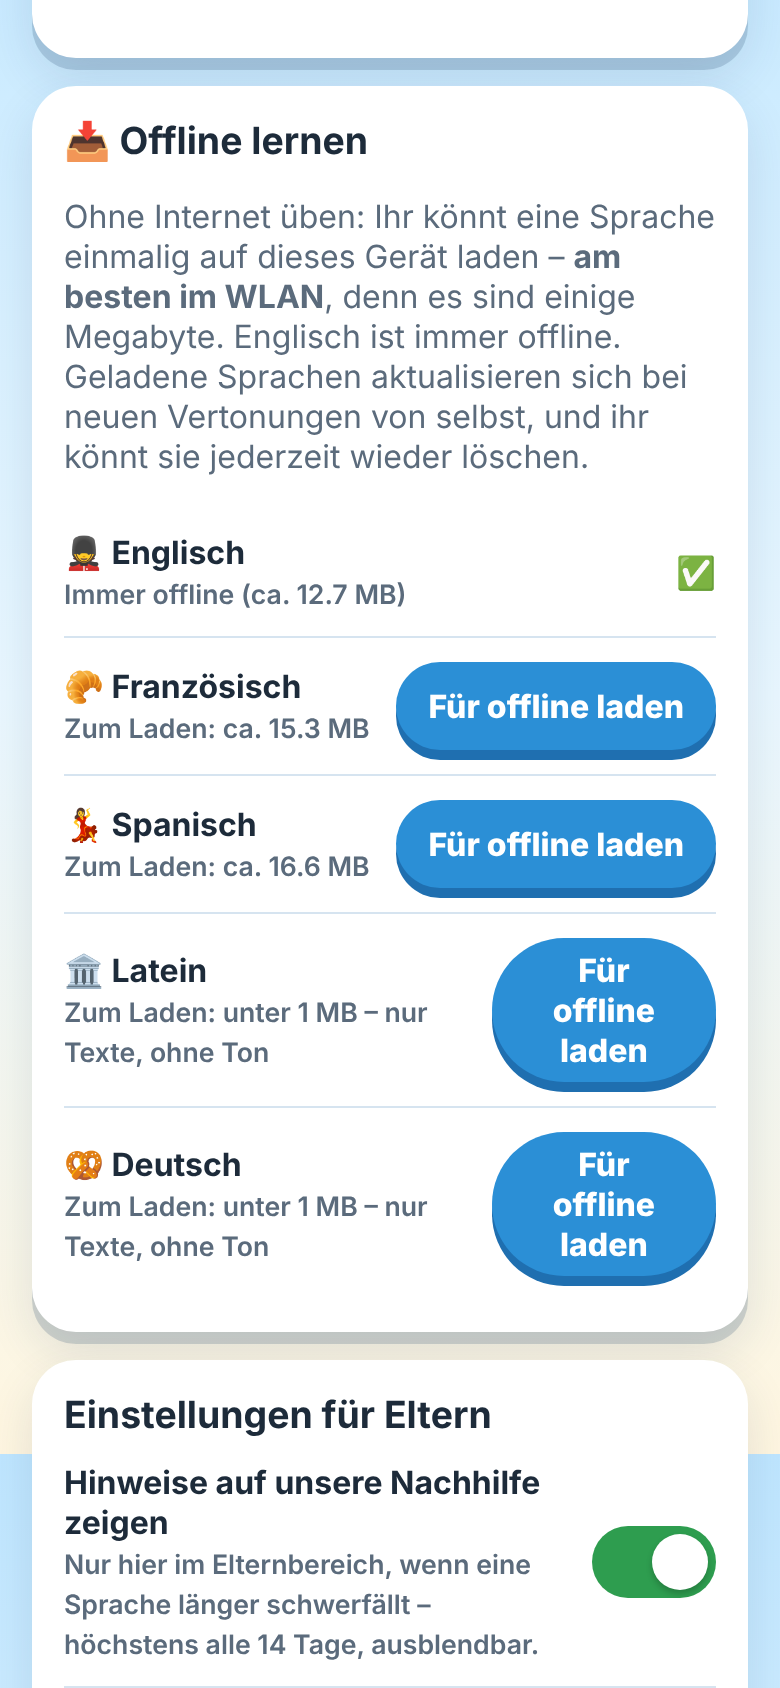 Offline lernen
Ohne Internet üben: Ihr könnt eine Sprache
einmalig auf dieses Gerät laden – am
besten im WLAN, denn es sind einige
Megabyte. Englisch ist immer offline.
Geladene Sprachen aktualisieren sich bei
neuen Vertonungen von selbst, und ihr
könnt sie jederzeit wieder löschen.
Englisch
Immer offline (ca. 12.7 MB)
Französisch
Zum Laden: ca. 15.3 MB
Für offline laden
Spanisch
Zum Laden: ca. 16.6 MB
Für offline laden
Latein
Zum Laden: unter 1 MB – nur
Texte, ohne Ton
Für
offline
laden
Deutsch
Zum Laden: unter 1 MB – nur
Texte, ohne Ton
Für
offline
laden
Einstellungen für Eltern
Hinweise auf unsere Nachhilfe
zeigen
Nur hier im Elternbereich, wenn eine
Sprache länger schwerfällt –
höchstens alle 14 Tage, ausblendbar.